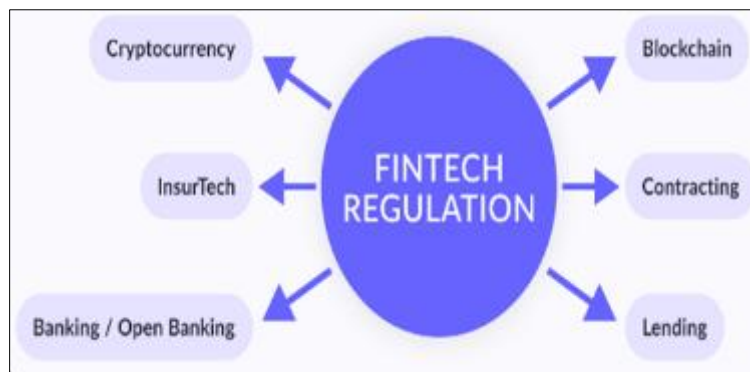 Cryptocurrency
InsurTech
Banking / Open Banking
FINTECH
REGULATION
Blockchain
Contracting
Lending